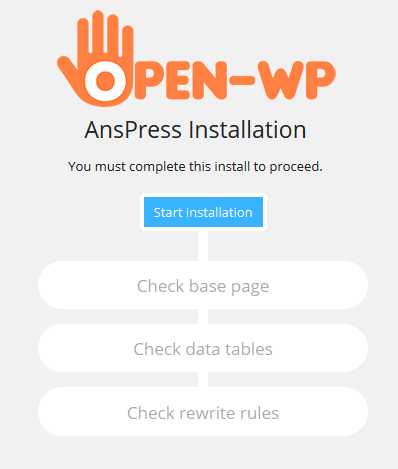 OPEN-WP
AnsPress Installation
You must complete this install to proceed.
Start installation
Check base page
Check data tables
Check rewrite rules